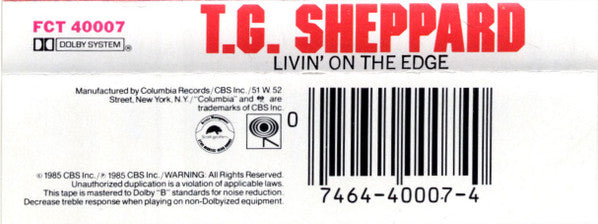 FCT 40007
DOLBY SYSTEM®
T.G. SHEPPARD
LIVIN' ON THE EDGE
Manufactured by Columbia Records/CBS Inc./51 W. 52
Street, New York, N.Y./"Columbia" and are
trademarks of CBS Inc.
0
7464-40007-4
© 1985 CBS Inc./℗ 1985 CBS Inc./WARNING: All Rights Reserved.
Unauthorized duplication is a violation of applicable laws.
This tape is mastered to Dolby "B" standards for noise reduction.
Decrease treble response when playing on non-Dolbyized equipment.